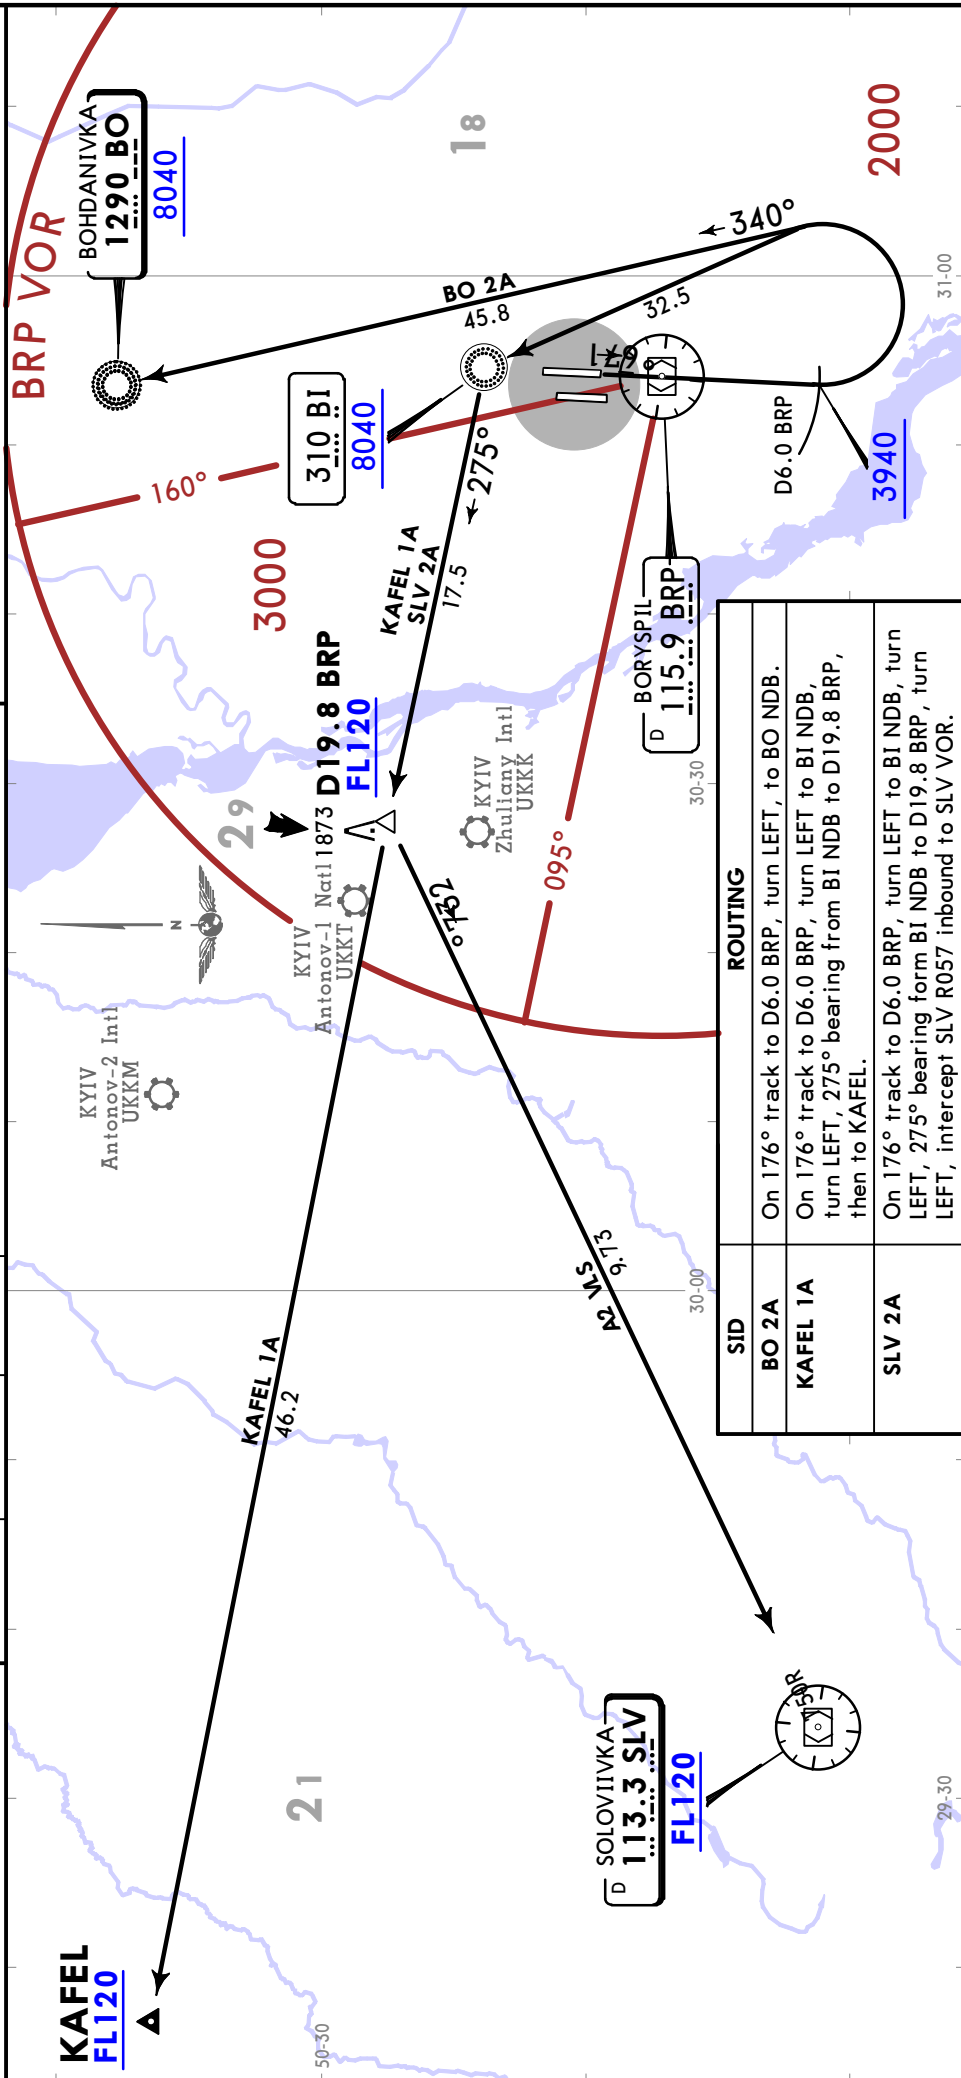 BRP VOR
BOHDANIVKA
1290 BO
8040
18
2000
340°
BO 2A
45.8
32.5
31-00
310 BI
8040
179°
160°
275°
D6.0 BRP
3940
KAFEL 1A
SLV 2A
17.5
3000
D
BORYSPIL
115.9 BRP
D19.8 BRP
FL120
1873
29
KYIV
Zhuliany Intl
UKKK
30-30
095°
N
KYIV
Antonov-1 Natl
UKKT
237°
KYIV
Antonov-2 Intl
UKKM
KAFEL 1A
46.2
SLV 2A
37.9
30-00
SID
ROUTING
BO 2A
On 176° track to D6.0 BRP, turn LEFT, to BO NDB.
KAFEL 1A
On 176° track to D6.0 BRP, turn LEFT to BI NDB,
turn LEFT, 275° bearing from BI NDB to D19.8 BRP,
then to KAFEL.
SLV 2A
On 176° track to D6.0 BRP, turn LEFT to BI NDB, turn
LEFT, 275° bearing form BI NDB to D19.8 BRP, turn
LEFT, intercept SLV R057 inbound to SLV VOR.
21
D
SOLOVIIVKA
113.3 SLV
FL120
29-30
KAFEL
FL120
50-30